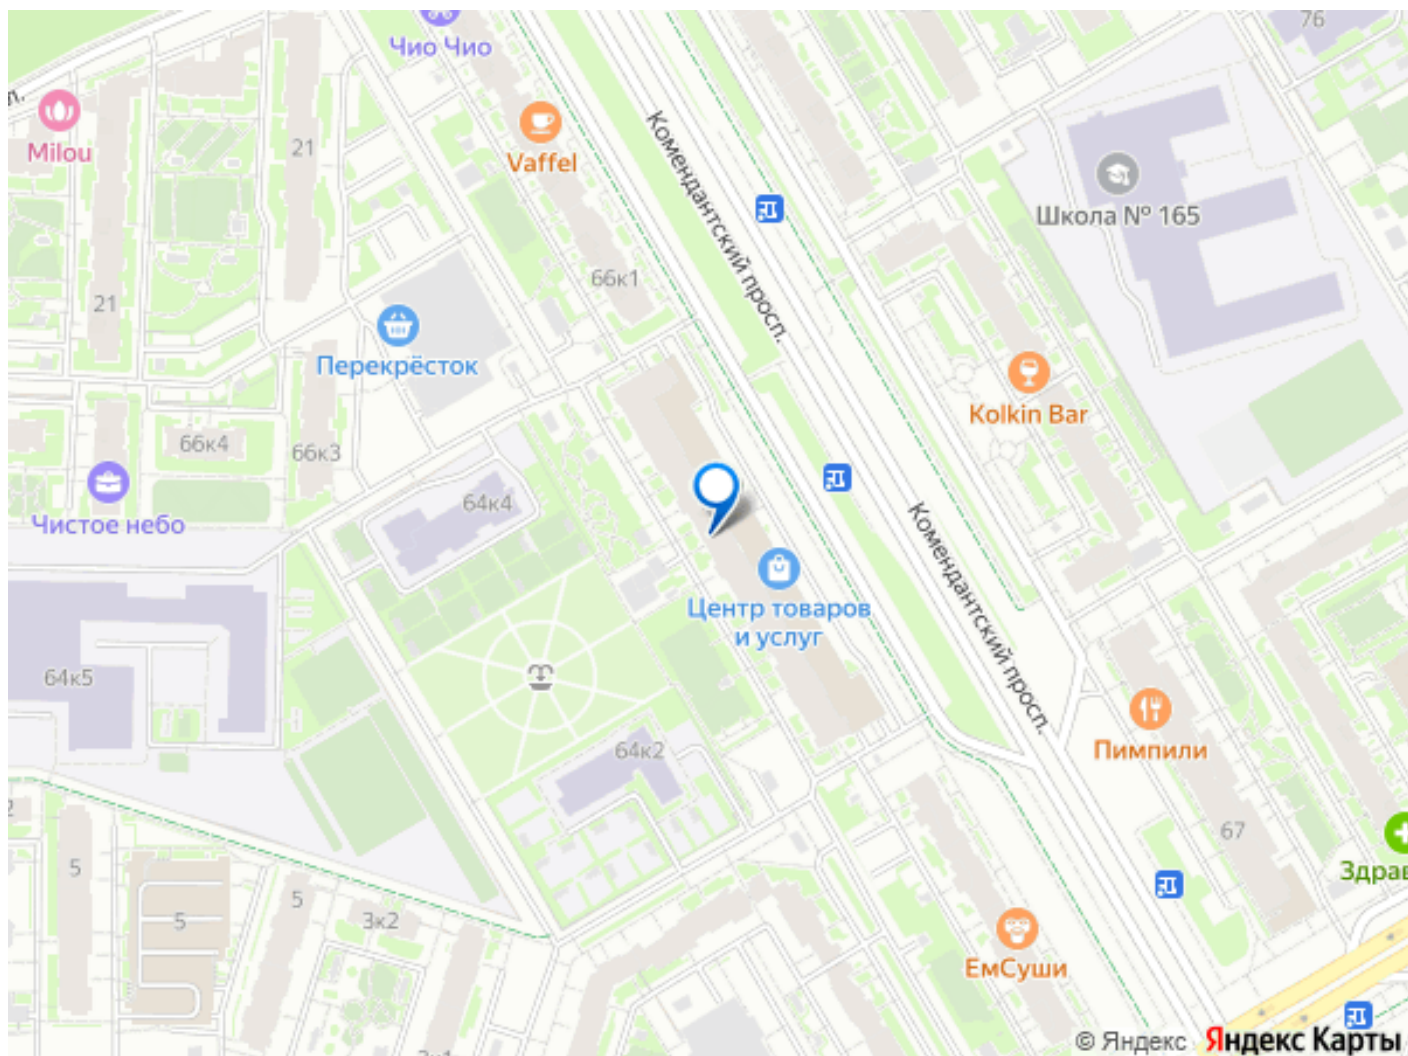 76
Чио Чио
Milou
21
Vaffel
Комендантский просп.
Школа № 165
66к1
21
Перекрёсток
Kolkin Bar
66к4
66к3
Чистое небо
64к4
Комендантский просп.
Центр товаров
и услуг
64к5
Пимпили
64к2
67
Здрав
5
5
5
3к2
ЕмСуши
© Яндекс Яндекс Карты